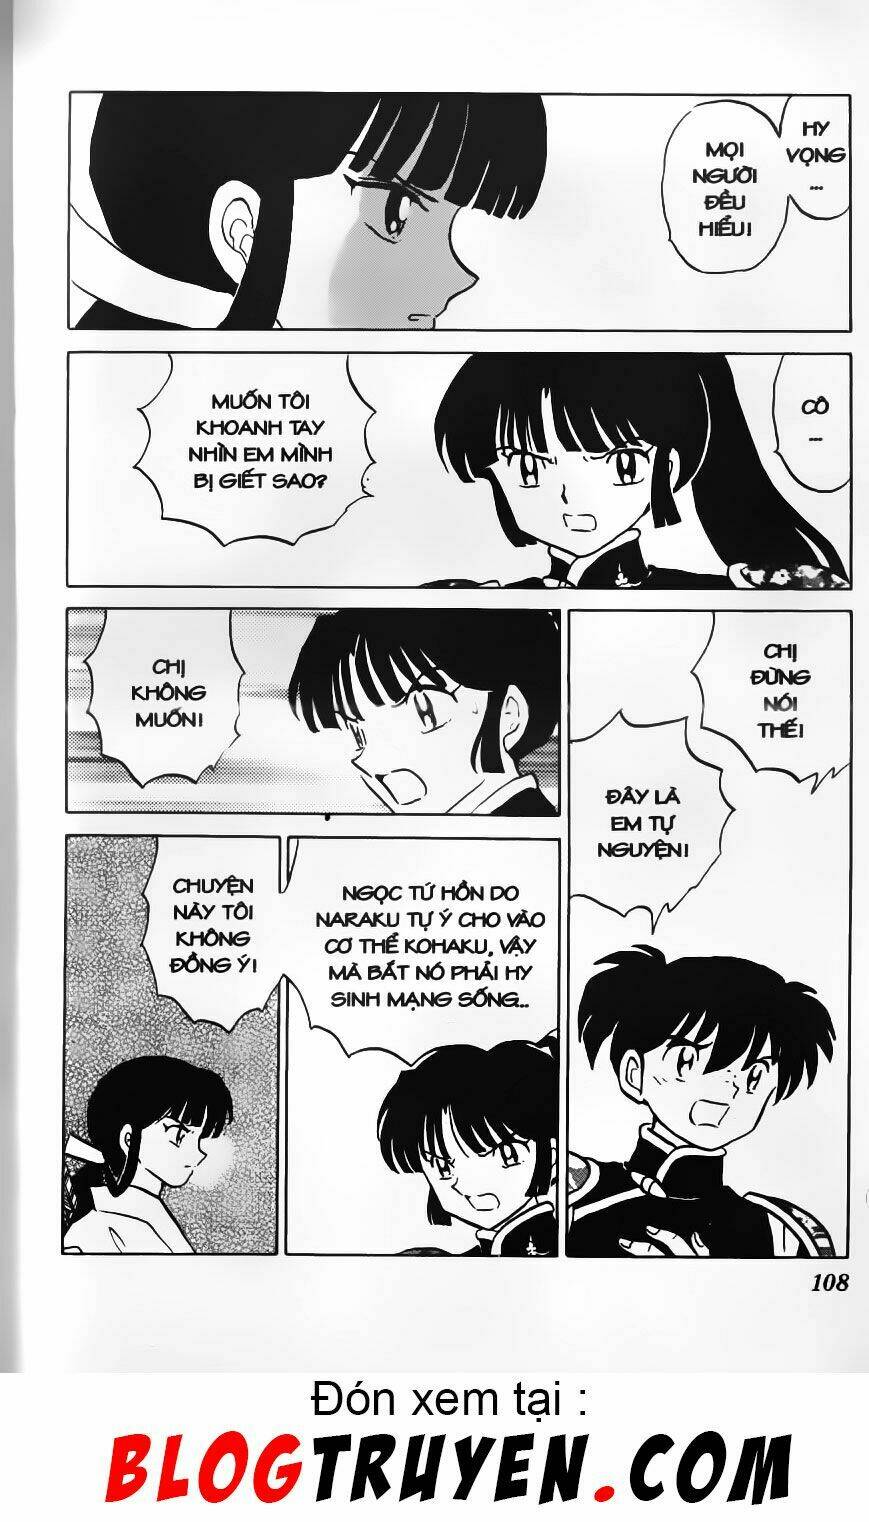 HY
VỌNG
...
MỌI
NGƯỜI
ĐỀU
HIỂU!
CÔ
...
MUỐN TÔI
KHOANH TAY
NHÌN EM MÌNH
BỊ GIẾT SAO?
CHỊ
ĐỪNG
NÓI
THẾ!
ĐÂY LÀ
EM TỰ
NGUYỆN!
CHỊ
KHÔNG
MUỐN!
NGỌC TỨ HỒN DO
NARAKU TỰ Ý CHO VÀO
CƠ THỂ KOHAKU, VẬY
MÀ BẮT NÓ PHẢI HY
SINH MẠNG SỐNG...
CHUYỆN
NÀY TÔI
KHÔNG
ĐỒNG Ý!
108
Đón xem tại :
BLOGTRUYEN.COM